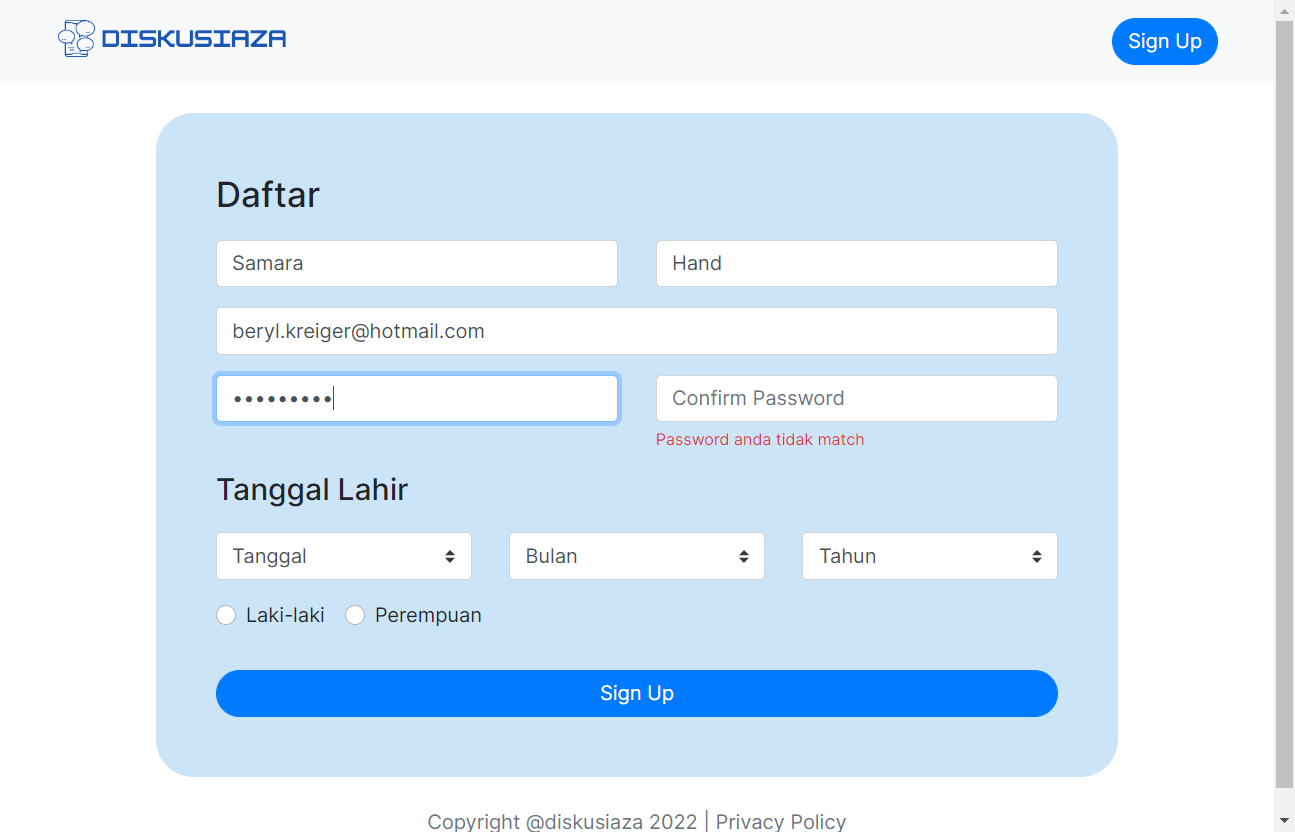 DISKUSIAZA
Sign Up
Daftar
Samara
Hand
beryl.kreiger@hotmail.com
•••••••••
Confirm Password
Password anda tidak match
Tanggal Lahir
Tanggal
Bulan
Tahun
Laki-laki
Perempuan
Sign Up
Copyright @diskusiaza 2022 | Privacy Policy